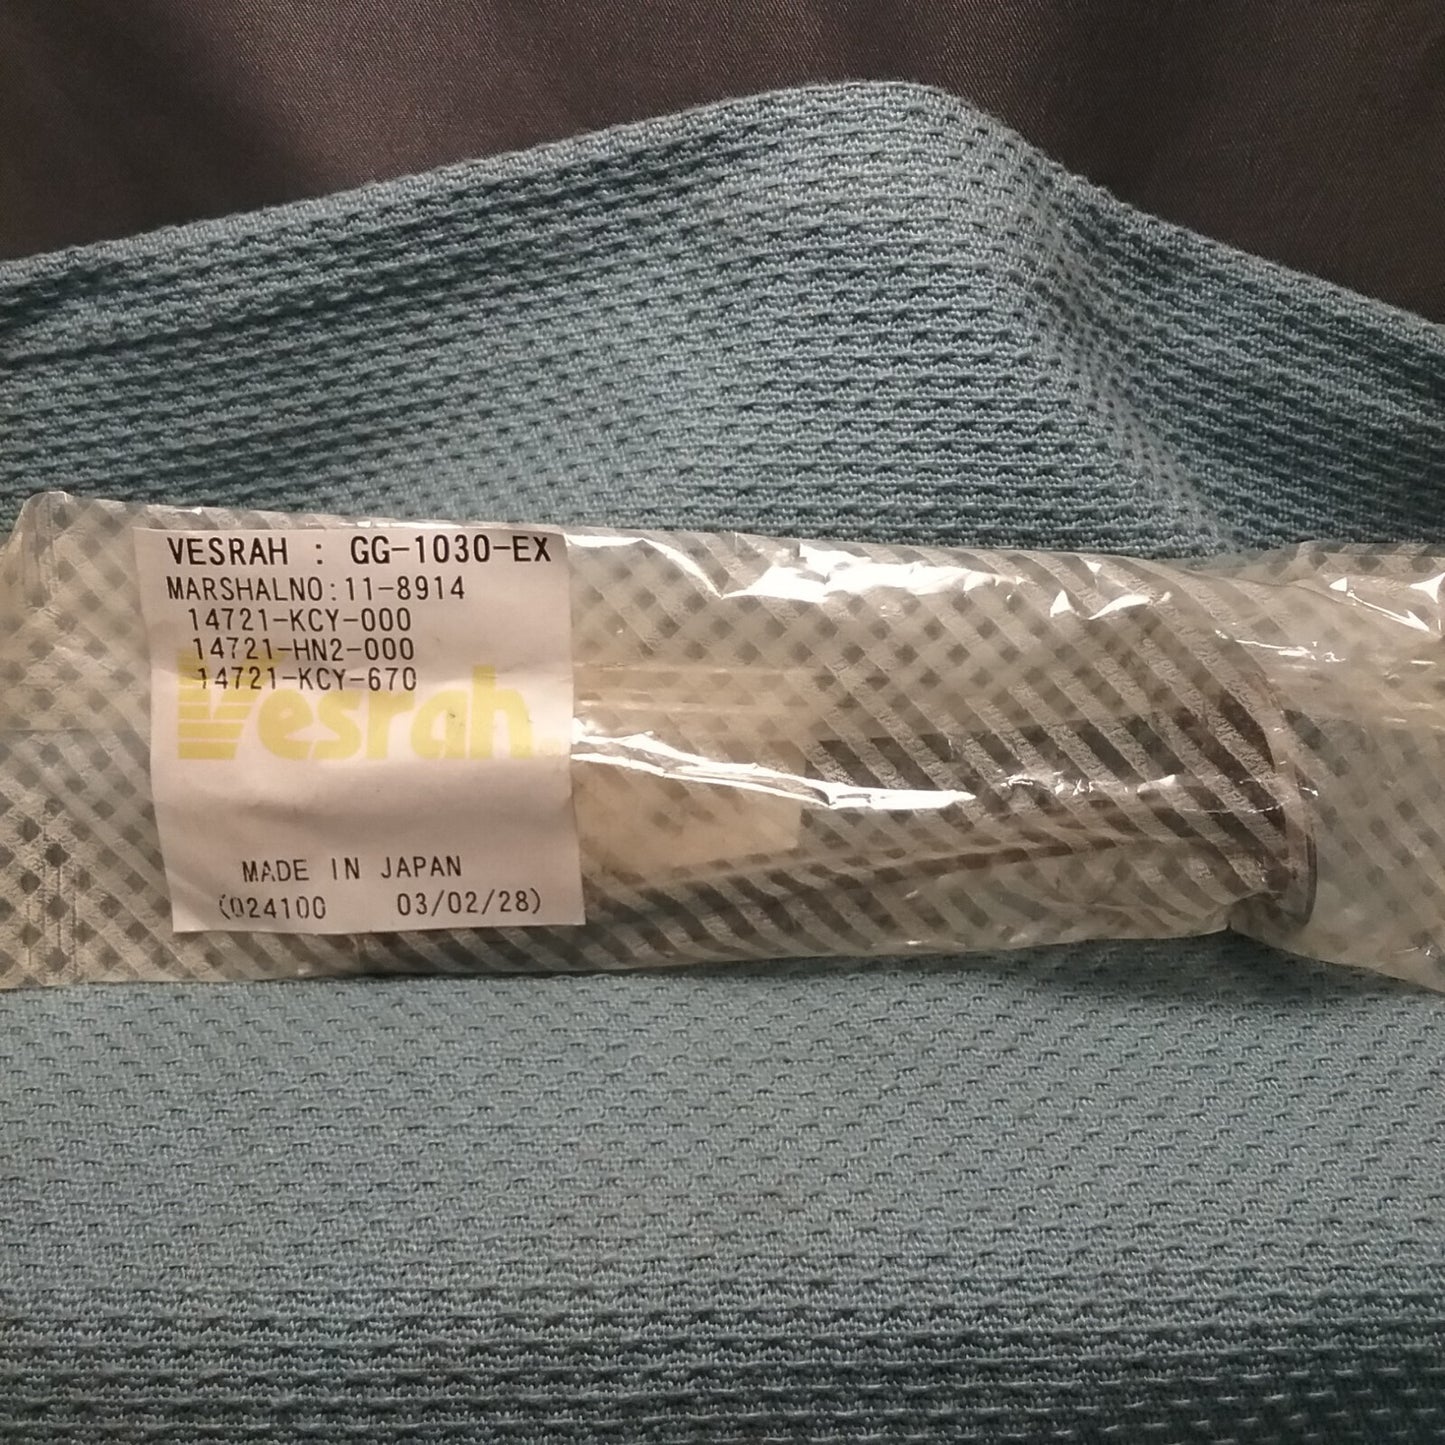 VESRAH : GG-1030-EX
MARSHALNO:11-8914
14721-KCY-000
14721-HN2-000
14721-KCY-670
Vesrah
MADE IN JAPAN
(024100 03/02/28)